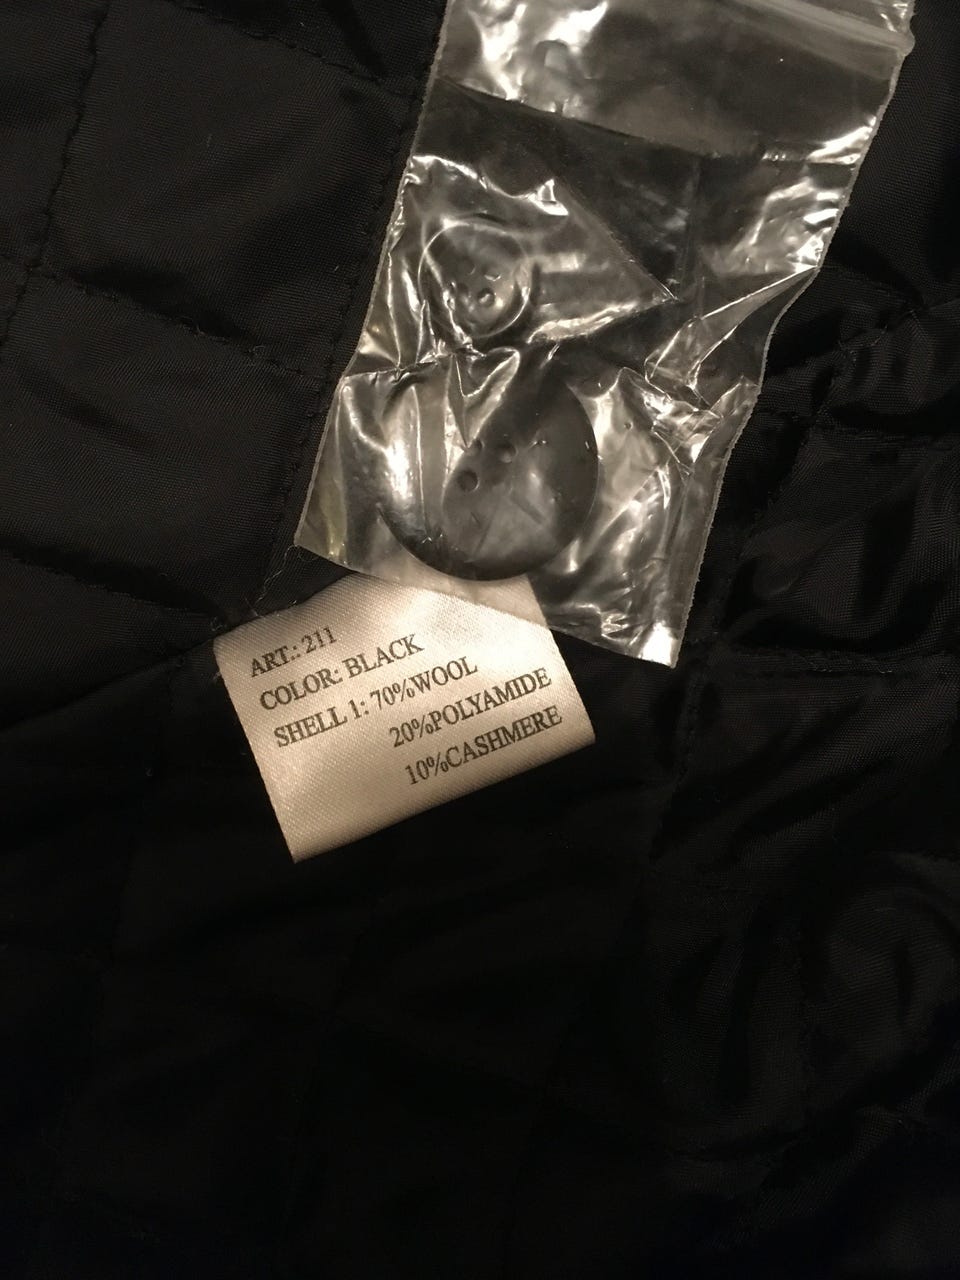 ART.: 211
COLOR: BLACK
SHELL 1: 70%WOOL
20%POLYAMIDE
10%CASHMERE